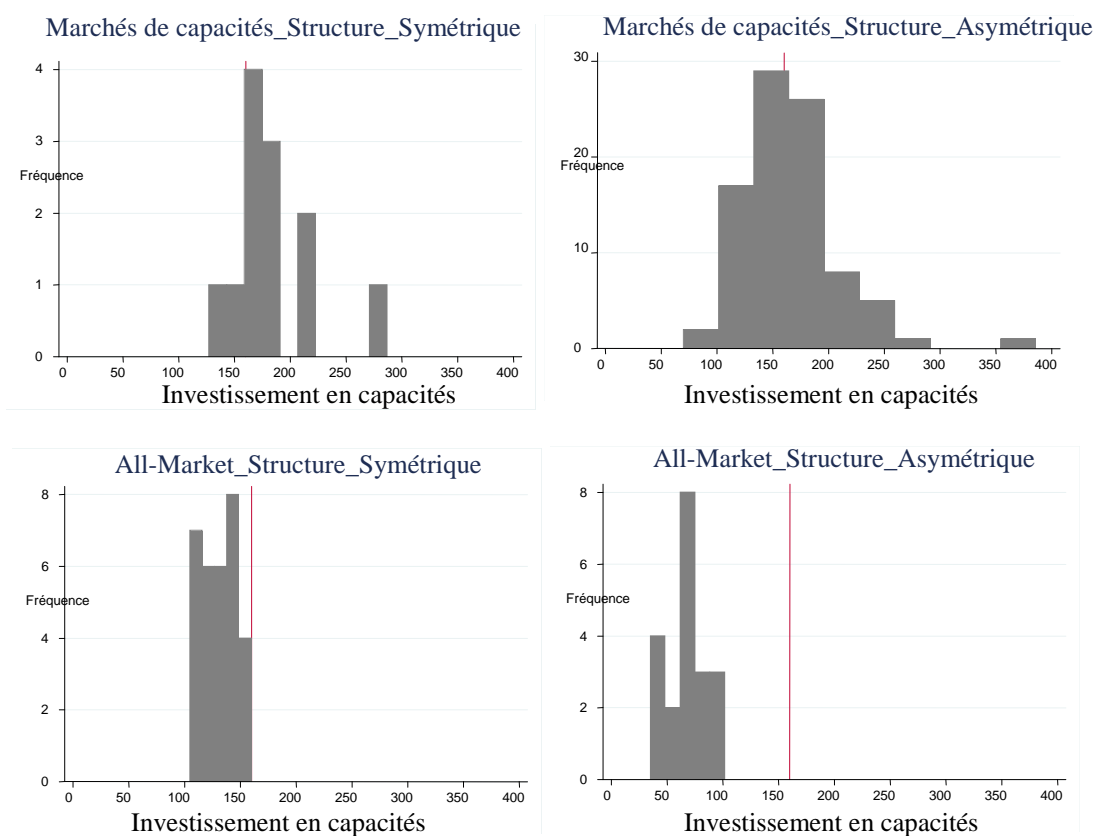 Marchés de capacités_Structure_Symétrique
4
3
Fréquence
2
1
0
0 50 100 150 200 250 300 350 400
Investissement en capacités
Marchés de capacités_Structure_Asymétrique
30
20
Fréquence
10
0
0 50 100 150 200 250 300 350 400
Investissement en capacités
All-Market_Structure_Symétrique
8
6
Fréquence
4
2
0
0 50 100 150 200 250 300 350 400
Investissement en capacités
All-Market_Structure_Asymétrique
8
6
Fréquence
4
2
0
0 50 100 150 200 250 300 350 400
Investissement en capacités